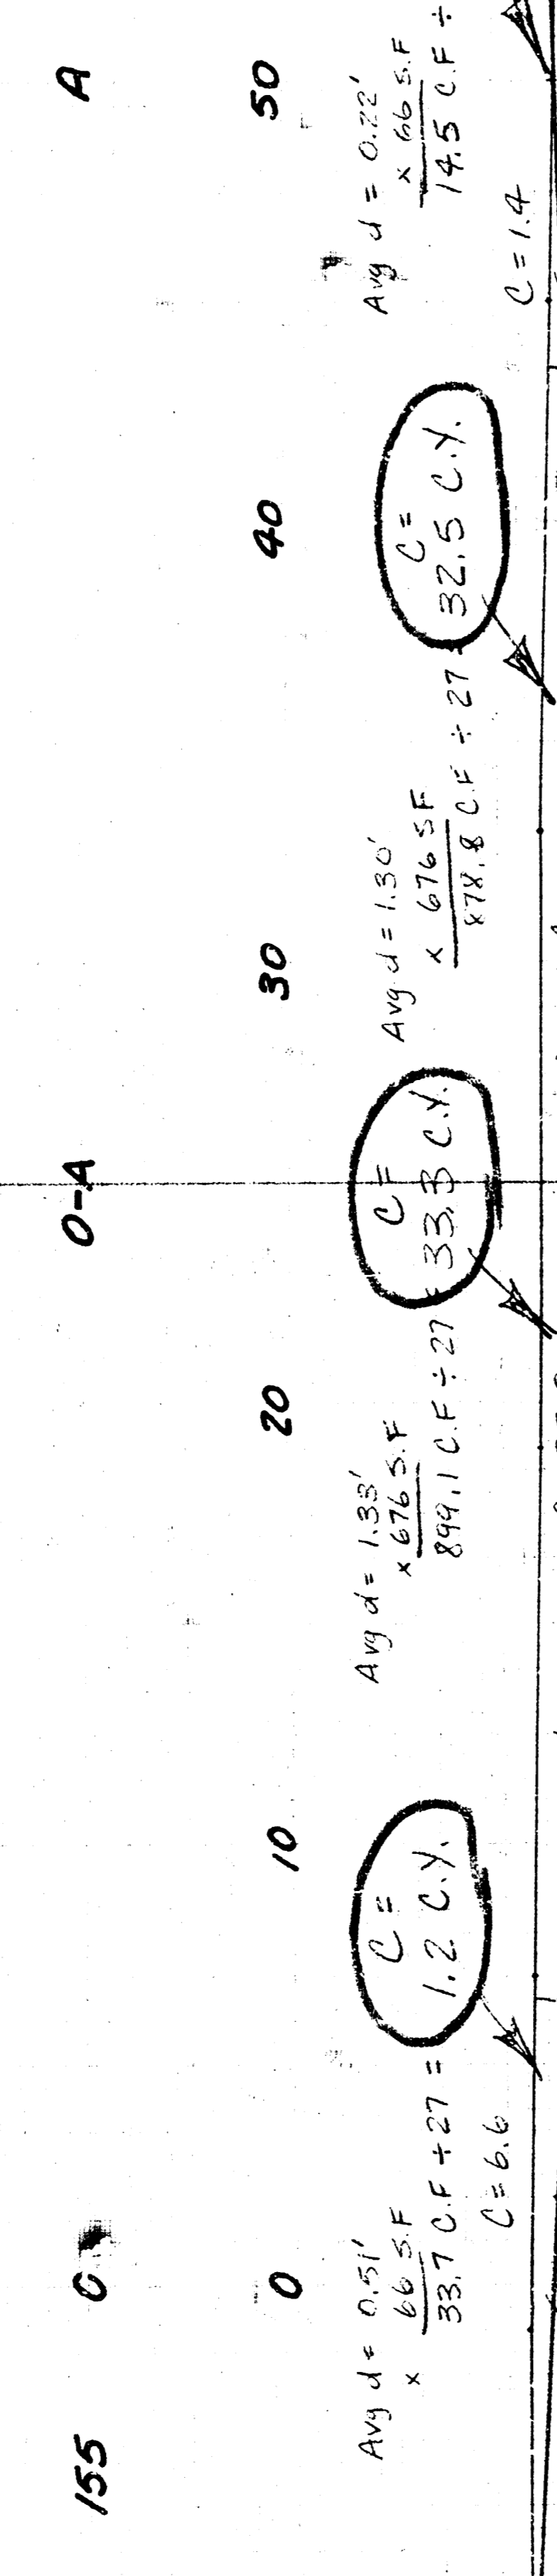 155 C O-A A
0 10 20 30 40 50
Avg d = 0.51'
x 66 S.F
33.7 C.F ÷ 27 =
C =
1.2 C.Y.
C = 6.6
Avg d = 1.33'
x 676 S.F
899.1 C.F ÷ 27 =
C =
33.3 C.Y.
Avg d = 1.30'
x 676 SF
878.8 C.F ÷ 27 =
C =
32.5 C.Y.
Avg d = 0.22'
x 66 S.F
14.5 C.F ÷
C = 1.4